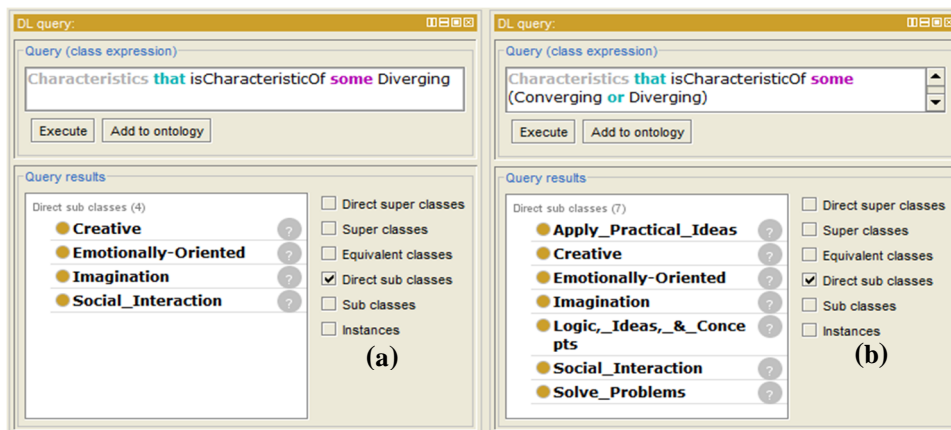 DL query:
Query (class expression)
Characteristics that isCharacteristicOf some Diverging
Execute
Add to ontology
Query results
Direct sub classes (4)
Creative
?
Emotionally-Oriented
?
Imagination
?
Social_Interaction
?
Direct super classes
Super classes
Equivalent classes
Direct sub classes
Sub classes
Instances
(a)
DL query:
Query (class expression)
Characteristics that isCharacteristicOf some
(Converging or Diverging)
Execute
Add to ontology
Query results
Direct sub classes (7)
Apply_Practical_Ideas
?
Creative
?
Emotionally-Oriented
?
Imagination
?
Logic,_Ideas,_&_Conce
pts
?
Social_Interaction
?
Solve_Problems
?
Direct super classes
Super classes
Equivalent classes
Direct sub classes
Sub classes
Instances
(b)